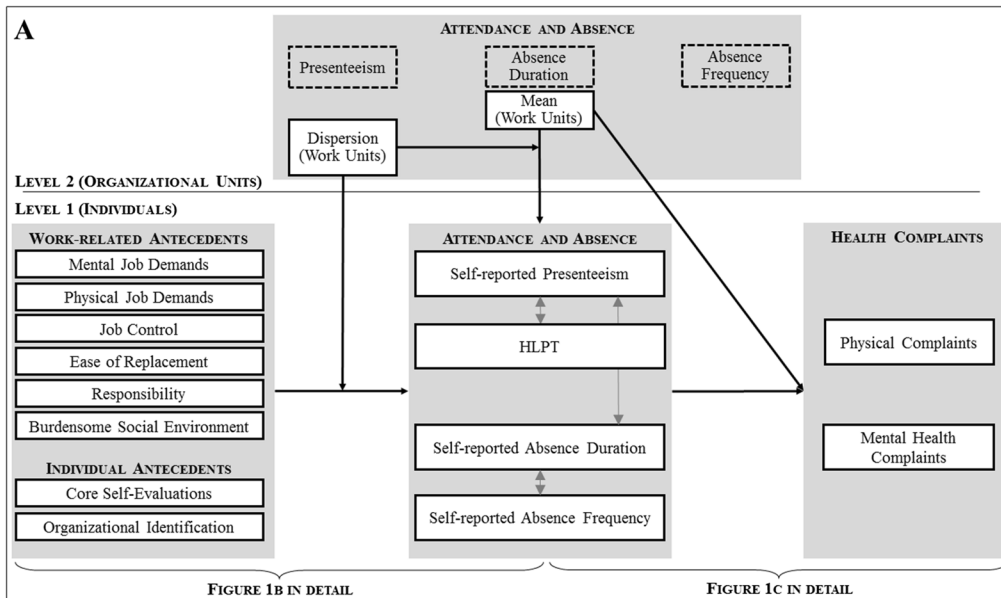 A
ATTENDANCE AND ABSENCE
Presenteeism
Absence
Duration
Absence
Frequency
Mean
(Work Units)
Dispersion
(Work Units)
LEVEL 2 (ORGANIZATIONAL UNITS)
LEVEL 1 (INDIVIDUALS)
WORK-RELATED ANTECEDENTS
Mental Job Demands
Physical Job Demands
Job Control
Ease of Replacement
Responsibility
Burdensome Social Environment
INDIVIDUAL ANTECEDENTS
Core Self-Evaluations
Organizational Identification
ATTENDANCE AND ABSENCE
Self-reported Presenteeism
HLPT
Self-reported Absence Duration
Self-reported Absence Frequency
HEALTH COMPLAINTS
Physical Complaints
Mental Health
Complaints
FIGURE 1B IN DETAIL
FIGURE 1C IN DETAIL